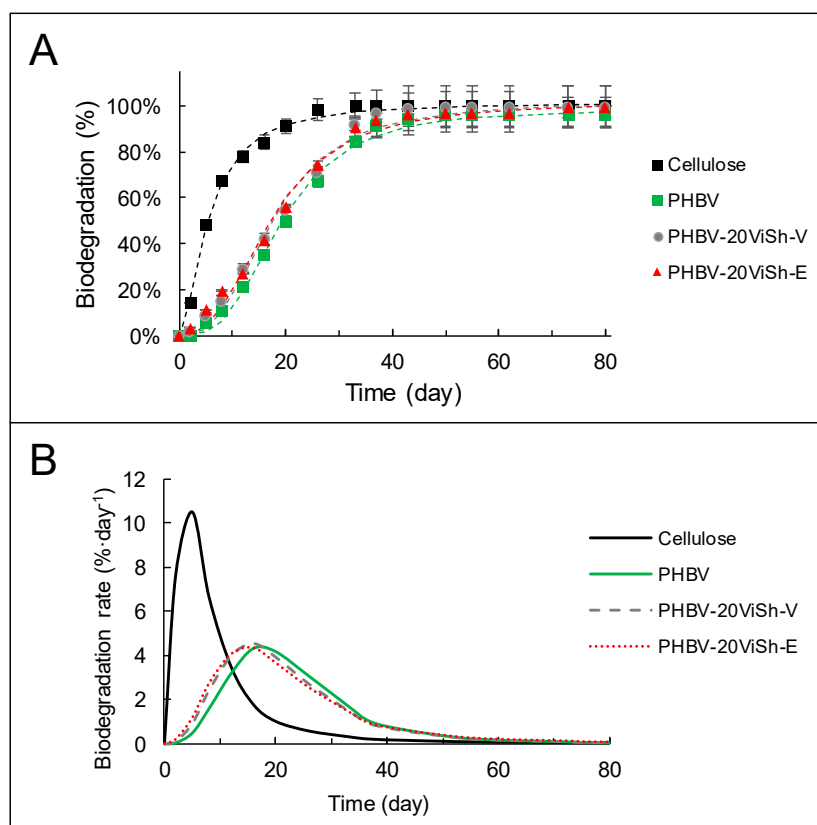 A
Biodegradation (%)
100%
80%
60%
40%
20%
0%
0
20
40
60
80
Time (day)
Cellulose
PHBV
PHBV-20ViSh-V
PHBV-20ViSh-E
B
Biodegradation rate (%·day⁻¹)
12
10
8
6
4
2
0
0
20
40
60
80
Time (day)
Cellulose
PHBV
PHBV-20ViSh-V
PHBV-20ViSh-E